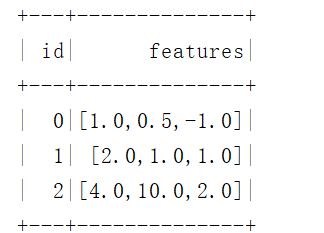 +---+--------------+
| id|      features|
+---+--------------+
|  0|[1.0,0.5,-1.0]|
|  1| [2.0,1.0,1.0]|
|  2|[4.0,10.0,2.0]|
+---+--------------+